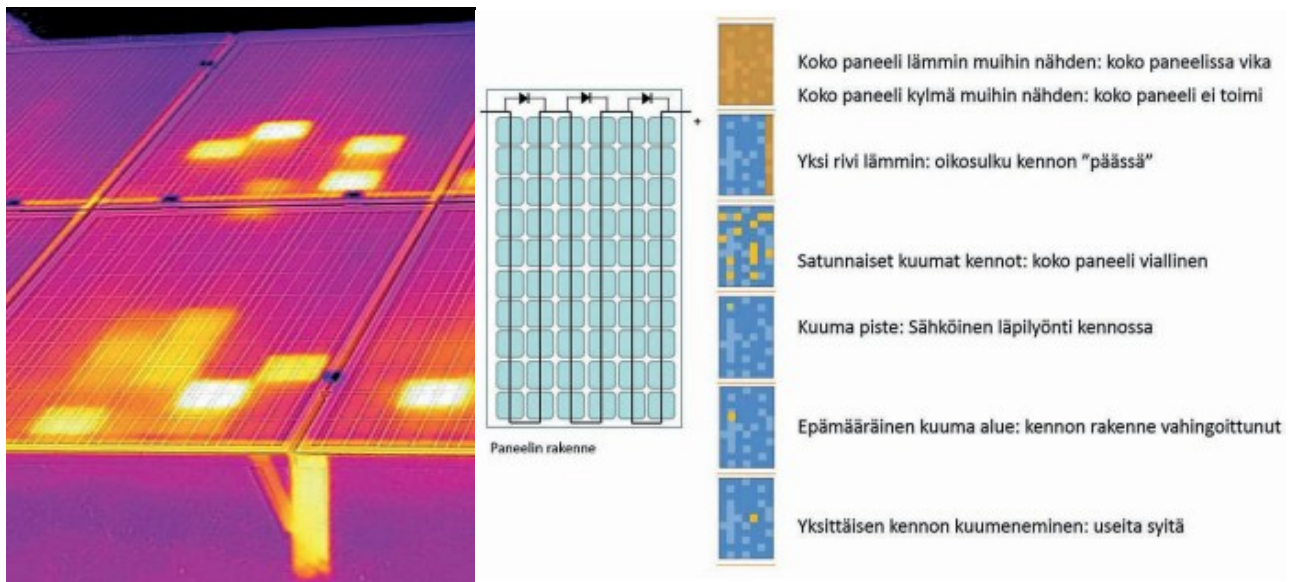 Koko paneeli lämmin muihin nähden: koko paneelissa vika
Koko paneeli kylmä muihin nähden: koko paneeli ei toimi
+
Yksi rivi lämmin: oikosulku kennon ”päässä”
Satunnaiset kuumat kennot: koko paneeli viallinen
Kuuma piste: Sähköinen läpilyönti kennossa
Epämääräinen kuuma alue: kennon rakenne vahingoittunut
Paneelin rakenne
Yksittäisen kennon kuumeneminen: useita syitä